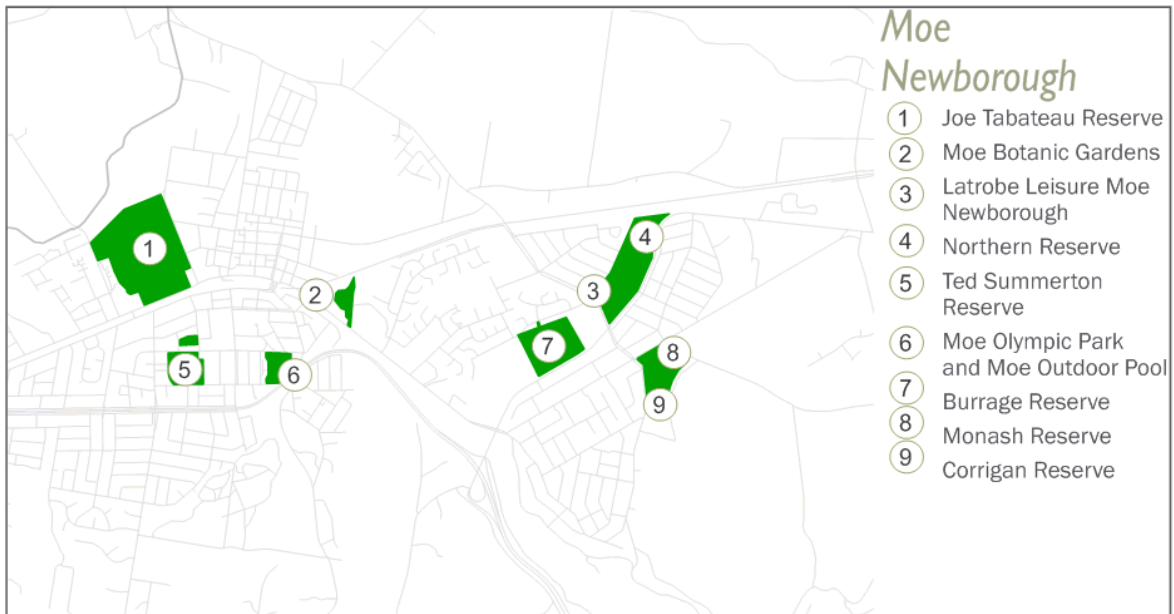 Moe
Newborough
1 Joe Tabateau Reserve
2 Moe Botanic Gardens
3 Latrobe Leisure Moe
Newborough
4 Northern Reserve
5 Ted Summerton
Reserve
6 Moe Olympic Park
and Moe Outdoor Pool
7 Burrage Reserve
8 Monash Reserve
9 Corrigan Reserve
4
1
3
2
7
8
5
6
9